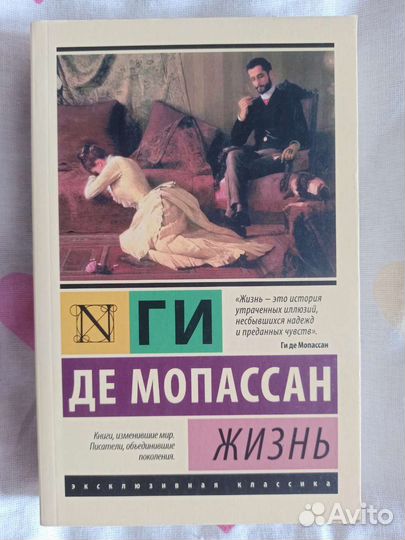 «Жизнь – это история
утраченных иллюзий,
несбывшихся надежд
и преданных чувств».
Ги де Мопассан
N
ГИ
ДЕ МОПАССАН
Книги, изменившие мир.
Писатели, объединившие
поколения.
ЖИЗНЬ
эксклюзивная классика
Avito